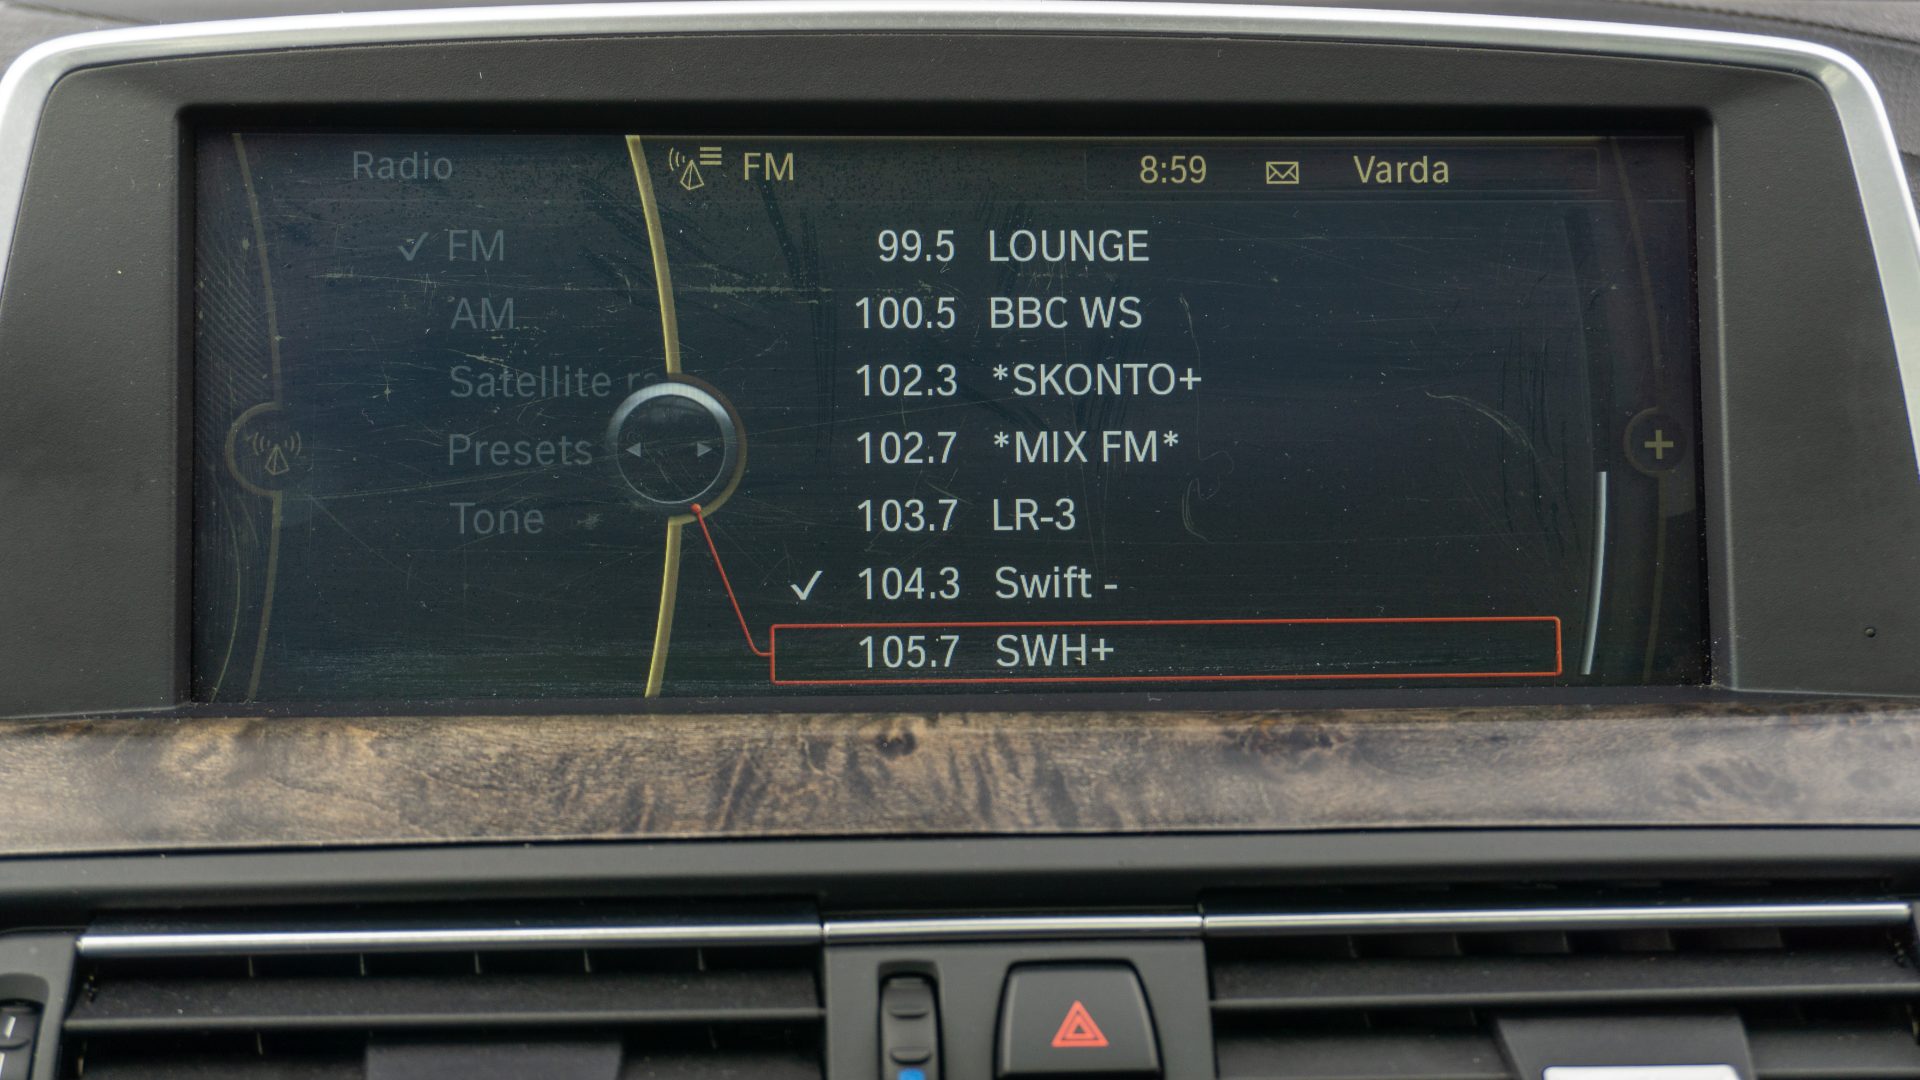 Radio
FM 8:59 Varda
✓ FM
AM
Satellite ra
Presets
Tone
99.5 LOUNGE
100.5 BBC WS
102.3 *SKONTO+
102.7 *MIX FM*
103.7 LR-3
✓ 104.3 Swift -
105.7 SWH+